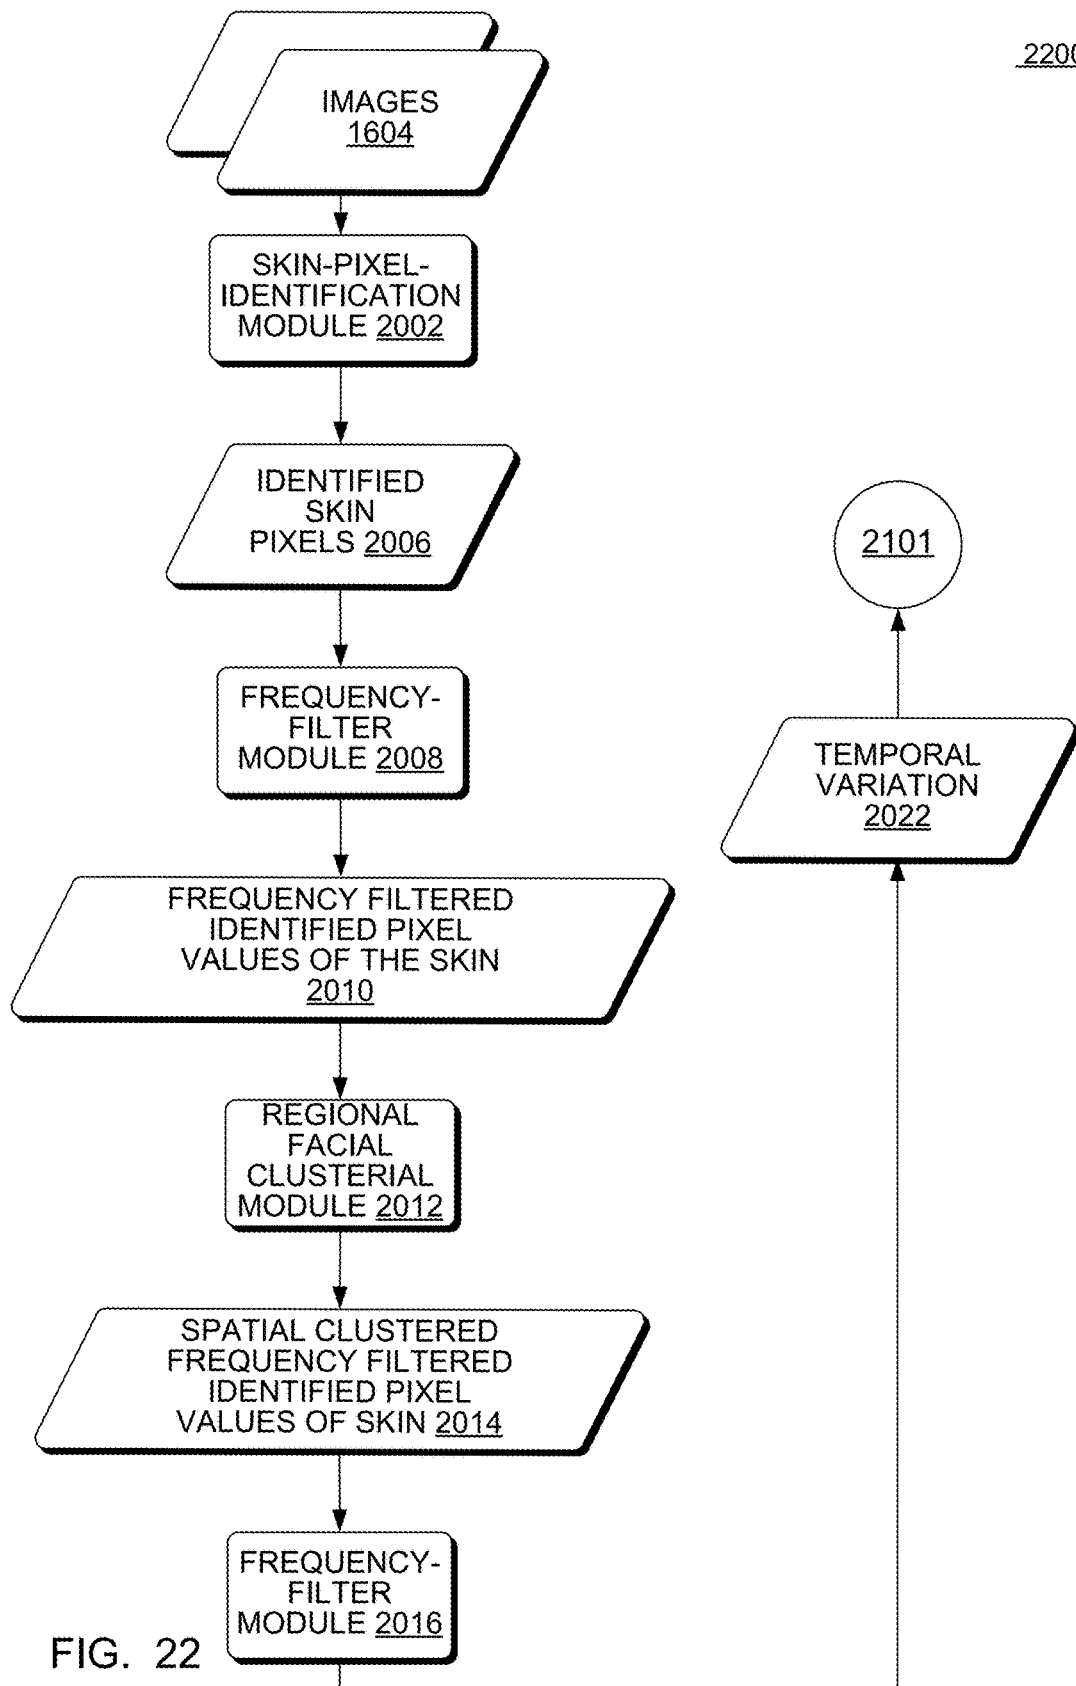 2200
IMAGES
1604
SKIN-PIXEL-
IDENTIFICATION
MODULE 2002
IDENTIFIED
SKIN
PIXELS 2006
FREQUENCY-
FILTER
MODULE 2008
FREQUENCY FILTERED
IDENTIFIED PIXEL
VALUES OF THE SKIN
2010
REGIONAL
FACIAL
CLUSTERIAL
MODULE 2012
SPATIAL CLUSTERED
FREQUENCY FILTERED
IDENTIFIED PIXEL
VALUES OF SKIN 2014
FREQUENCY-
FILTER
MODULE 2016
2101
TEMPORAL
VARIATION
2022
FIG. 22